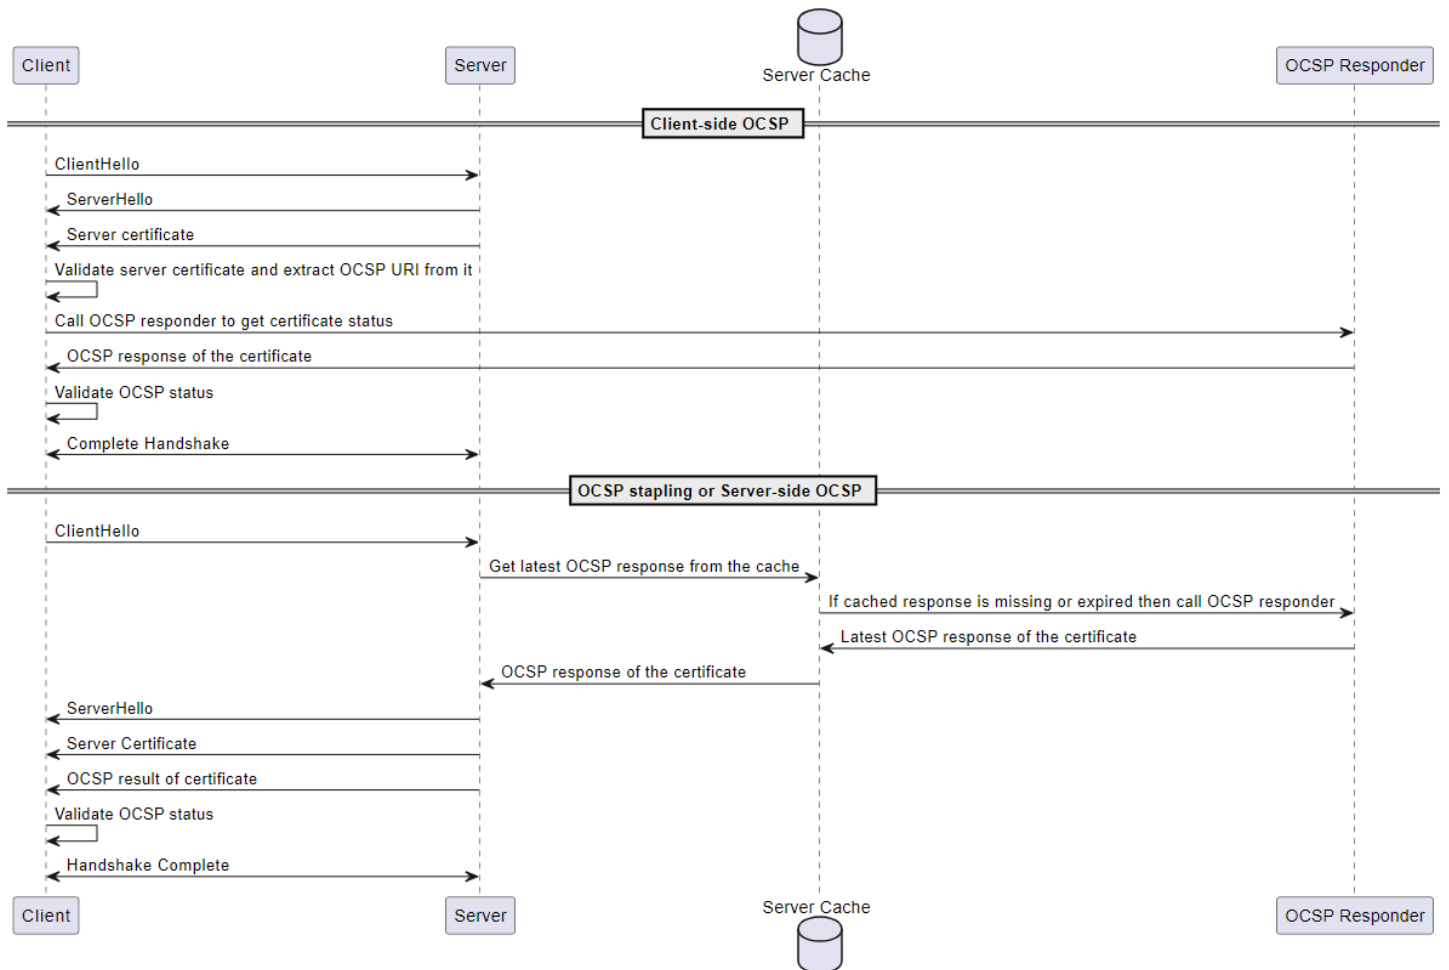 Client
Server
Server Cache
OCSP Responder
Client-side OCSP
ClientHello
ServerHello
Server certificate
Validate server certificate and extract OCSP URI from it
Call OCSP responder to get certificate status
OCSP response of the certificate
Validate OCSP status
Complete Handshake
OCSP stapling or Server-side OCSP
ClientHello
Get latest OCSP response from the cache
If cached response is missing or expired then call OCSP responder
Latest OCSP response of the certificate
OCSP response of the certificate
ServerHello
Server Certificate
OCSP result of certificate
Validate OCSP status
Handshake Complete
Client
Server
Server Cache
OCSP Responder